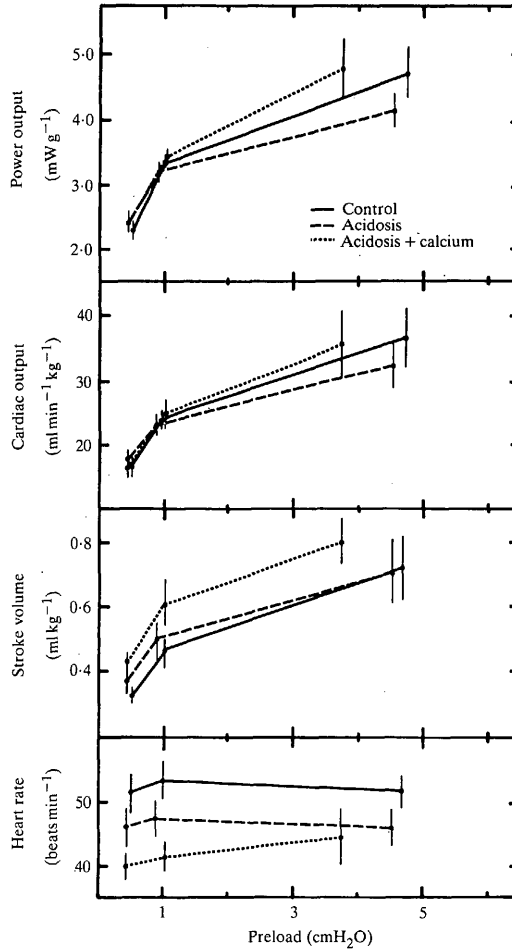 Power output
(mW g⁻¹)
5·0
4·0
3·0
2·0
Control
Acidosis
Acidosis + calcium
Cardiac output
(ml min⁻¹ kg⁻¹)
40
30
20
Stroke volume
(ml kg⁻¹)
0·8
0·6
0·4
Heart rate
(beats min⁻¹)
50
40
1
3
5
Preload (cmH₂O)